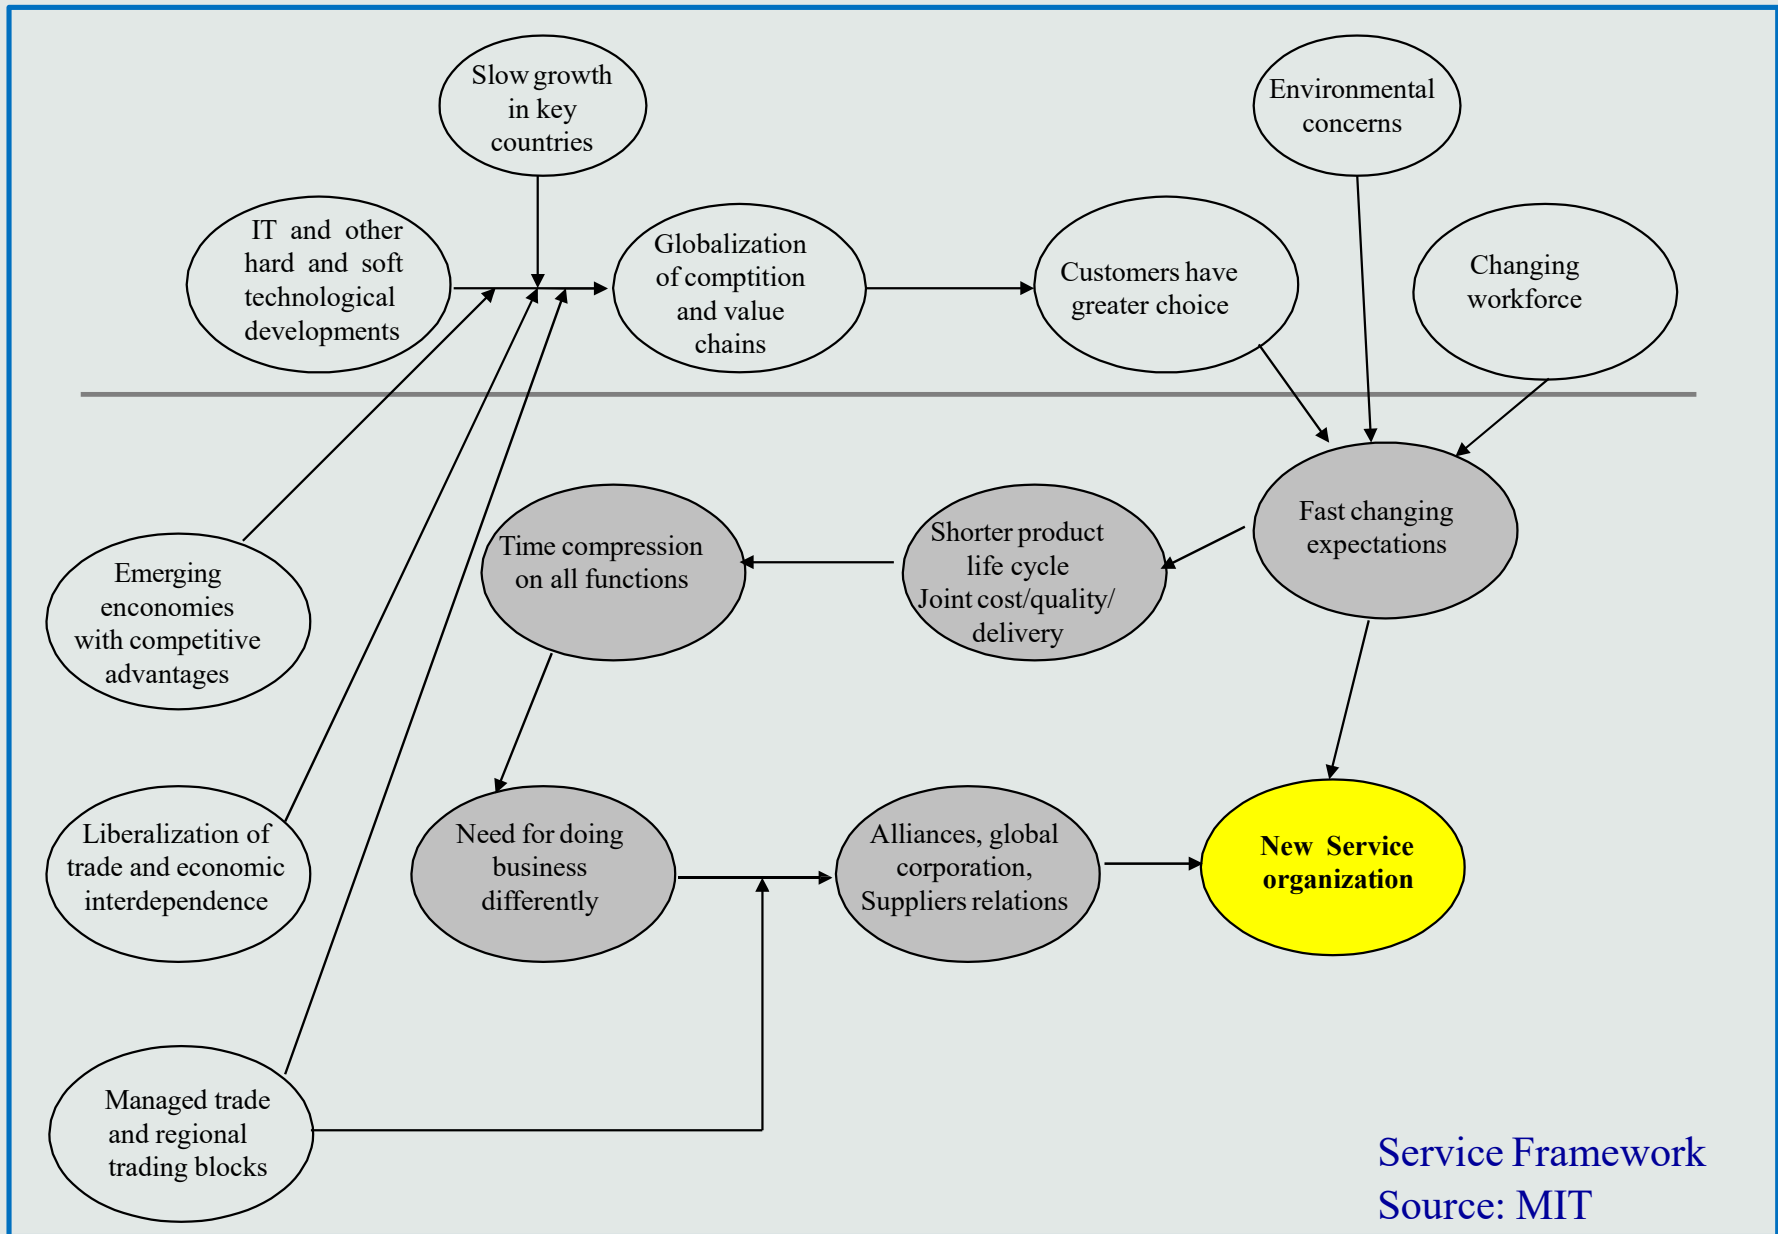 Slow growth
in key
countries
Environmental
concerns
IT and other
hard and soft
technological
developments
Globalization
of comptition
and value
chains
Customers have
greater choice
Changing
workforce
Fast changing
expectations
Shorter product
life cycle
Joint cost/quality/
delivery
Time compression
on all functions
Emerging
enconomies
with competitive
advantages
Liberalization of
trade and economic
interdependence
Need for doing
business
differently
Alliances, global
corporation,
Suppliers relations
New Service
organization
Managed trade
and regional
trading blocks
Service Framework
Source: MIT